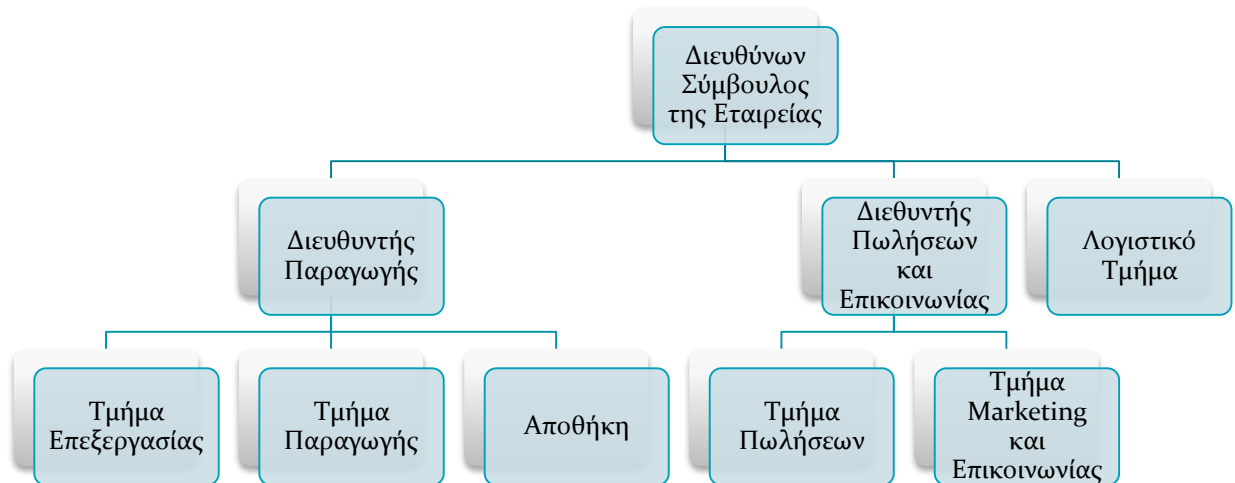 Διευθύνων
Σύμβουλος
της Εταιρείας
Διευθυντής
Παραγωγής
Διεθυντής
Πωλήσεων
και
Επικοινωνίας
Λογιστικό
Τμήμα
Τμήμα
Επεξεργασίας
Τμήμα
Παραγωγής
Αποθήκη
Τμήμα
Πωλήσεων
Τμήμα
Marketing
και
Επικοινωνίας